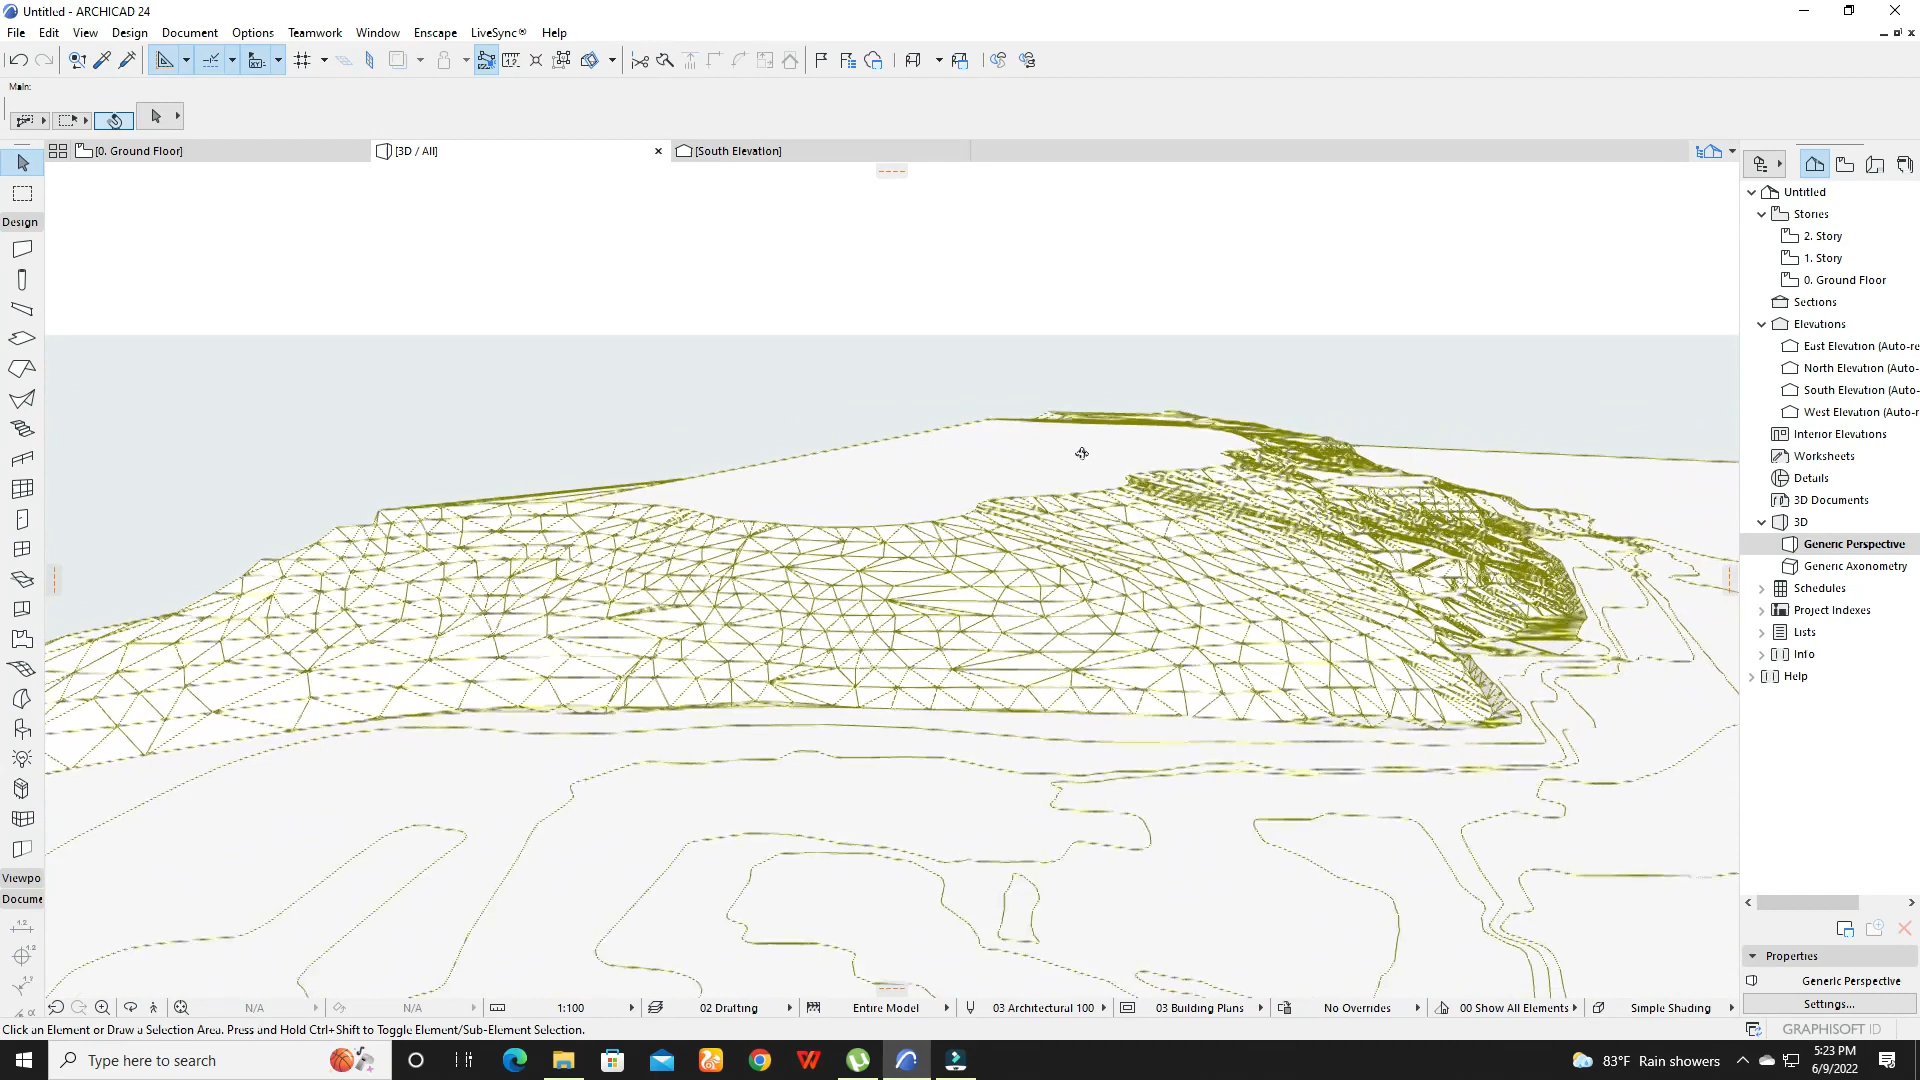 Untitled - ARCHICAD 24
File Edit View Design Document Options Teamwork Window Enscape LiveSync® Help
Main:
[0. Ground Floor]
[3D / All]
[South Elevation]
Design
Viewpo
Docume
Untitled
Stories
2. Story
1. Story
0. Ground Floor
Sections
Elevations
East Elevation (Auto-re
North Elevation (Auto-
South Elevation (Auto-
West Elevation (Auto-r
Interior Elevations
Worksheets
Details
3D Documents
3D
Generic Perspective
Generic Axonometry
Schedules
Project Indexes
Lists
Info
Help
Properties
Generic Perspective
Settings...
N/A N/A 1:100 02 Drafting Entire Model 03 Architectural 100 03 Building Plans No Overrides 00 Show All Elements Simple Shading
Click an Element or Draw a Selection Area. Press and Hold Ctrl+Shift to Toggle Element/Sub-Element Selection.
GRAPHISOFT ID
Type here to search
83°F Rain showers
5:23 PM
6/9/2022